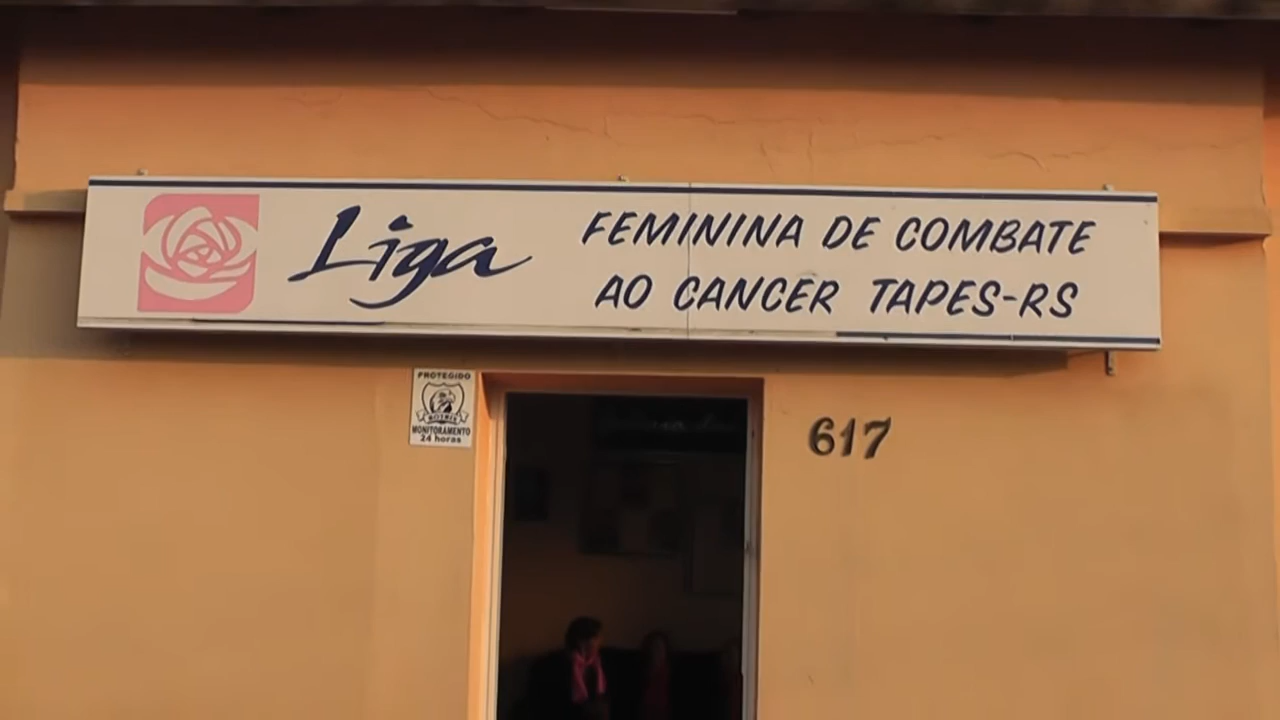 Liga
FEMININA DE COMBATE
AO CANCER TAPES-RS
PROTEGIDO
MONITORAMENTO
24 horas
617